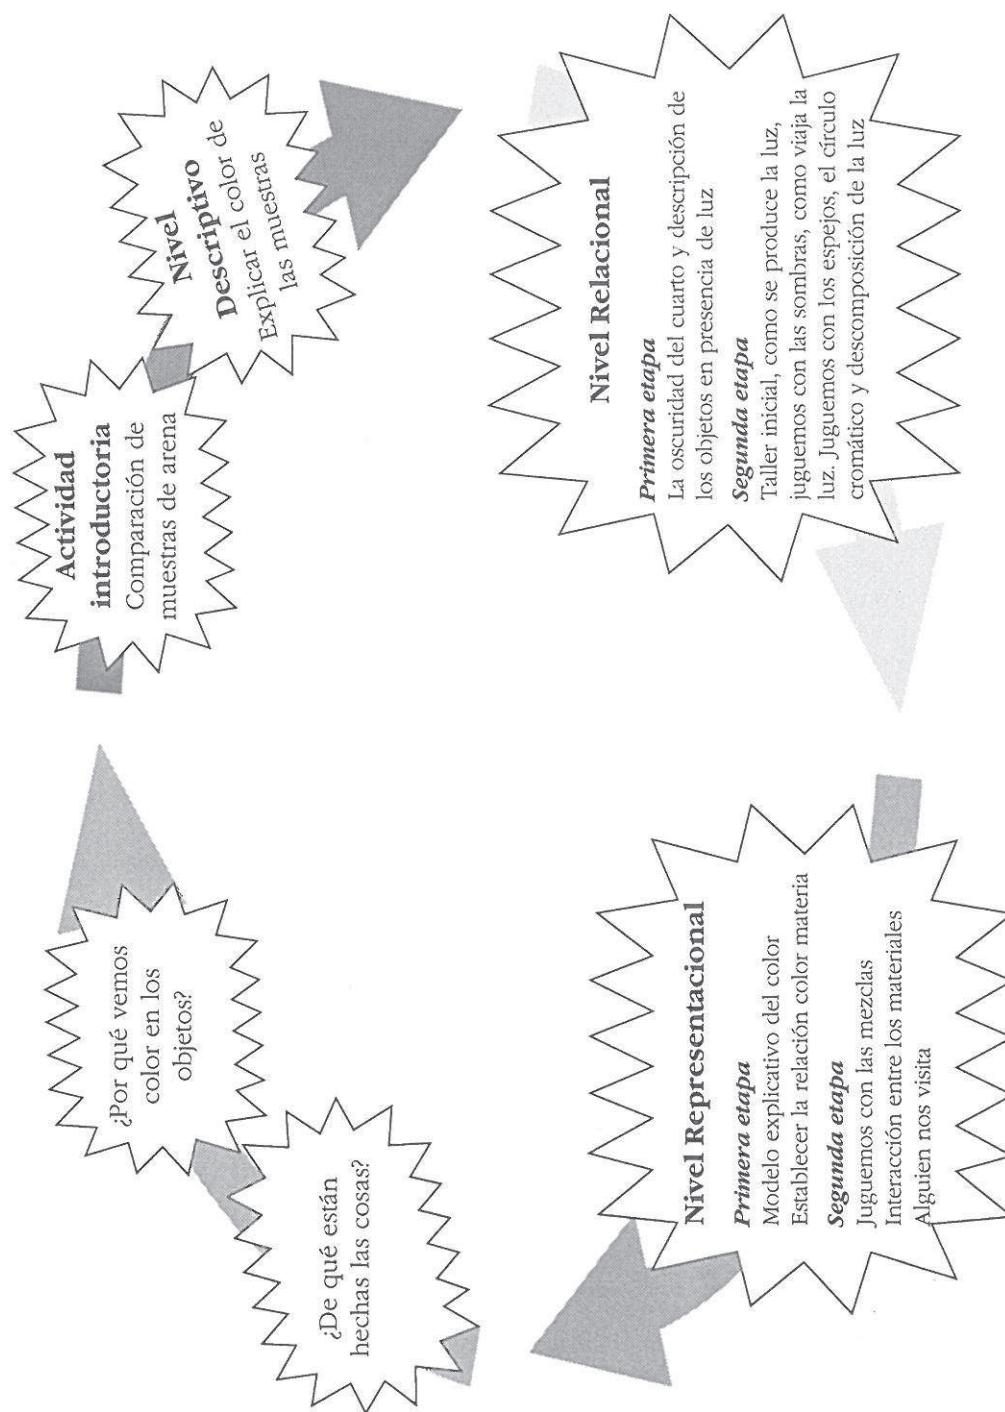 ¿De qué están
hechas las cosas?
¿Por qué vemos
color en los
objetos?
Actividad
introductoria
Comparación de
muestras de arena
Nivel
Descriptivo
Explicar el color de
las muestras
Nivel Relacional
Primera etapa
La oscuridad del cuarto y descripción de
los objetos en presencia de luz
Segunda etapa
Taller inicial, como se produce la luz,
juguemos con las sombras, como viaja la
luz. Juguemos con los espejos, el círculo
cromático y descomposición de la luz
Nivel Representacional
Primera etapa
Modelo explicativo del color
Establecer la relación color materia
Segunda etapa
Juguemos con las mezclas
Interacción entre los materiales
Alguien nos visita